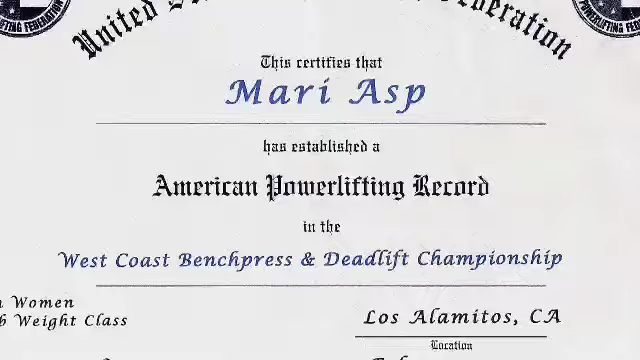 POWERLIFTING FEDERATION
United Federation
This certifies that
Mari Asp
has established a
American Powerlifting Record
in the
West Coast Benchpress & Deadlift Championship
Women
Weight Class
Los Alamitos, CA
Location